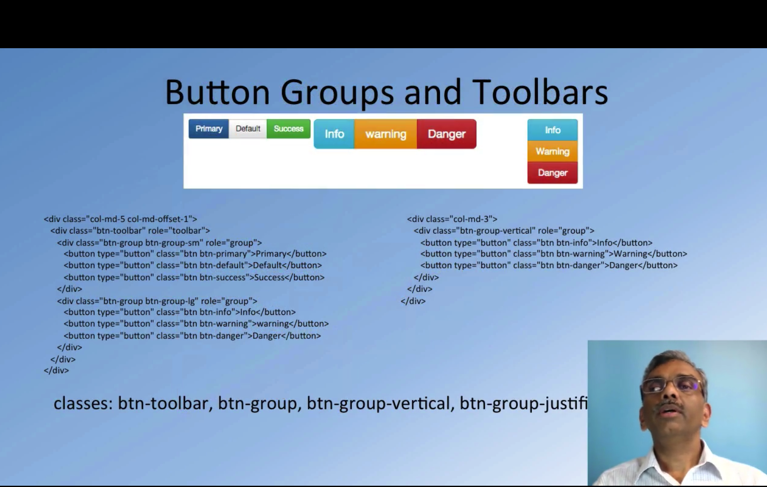 Button Groups and Toolbars
Primary Default Success Info warning Danger
Info
Warning
Danger
<div class="col-md-5 col-md-offset-1">
<div class="btn-toolbar" role="toolbar">
<div class="btn-group btn-group-sm" role="group">
<button type="button" class="btn btn-primary">Primary</button>
<button type="button" class="btn btn-default">Default</button>
<button type="button" class="btn btn-success">Success</button>
</div>
<div class="btn-group btn-group-lg" role="group">
<button type="button" class="btn btn-info">Info</button>
<button type="button" class="btn btn-warning">warning</button>
<button type="button" class="btn btn-danger">Danger</button>
</div>
</div>
</div>
<div class="col-md-3">
<div class="btn-group-vertical" role="group">
<button type="button" class="btn btn-info">Info</button>
<button type="button" class="btn btn-warning">Warning</button>
<button type="button" class="btn btn-danger">Danger</button>
</div>
</div>
</div>
classes: btn-toolbar, btn-group, btn-group-vertical, btn-group-justifi